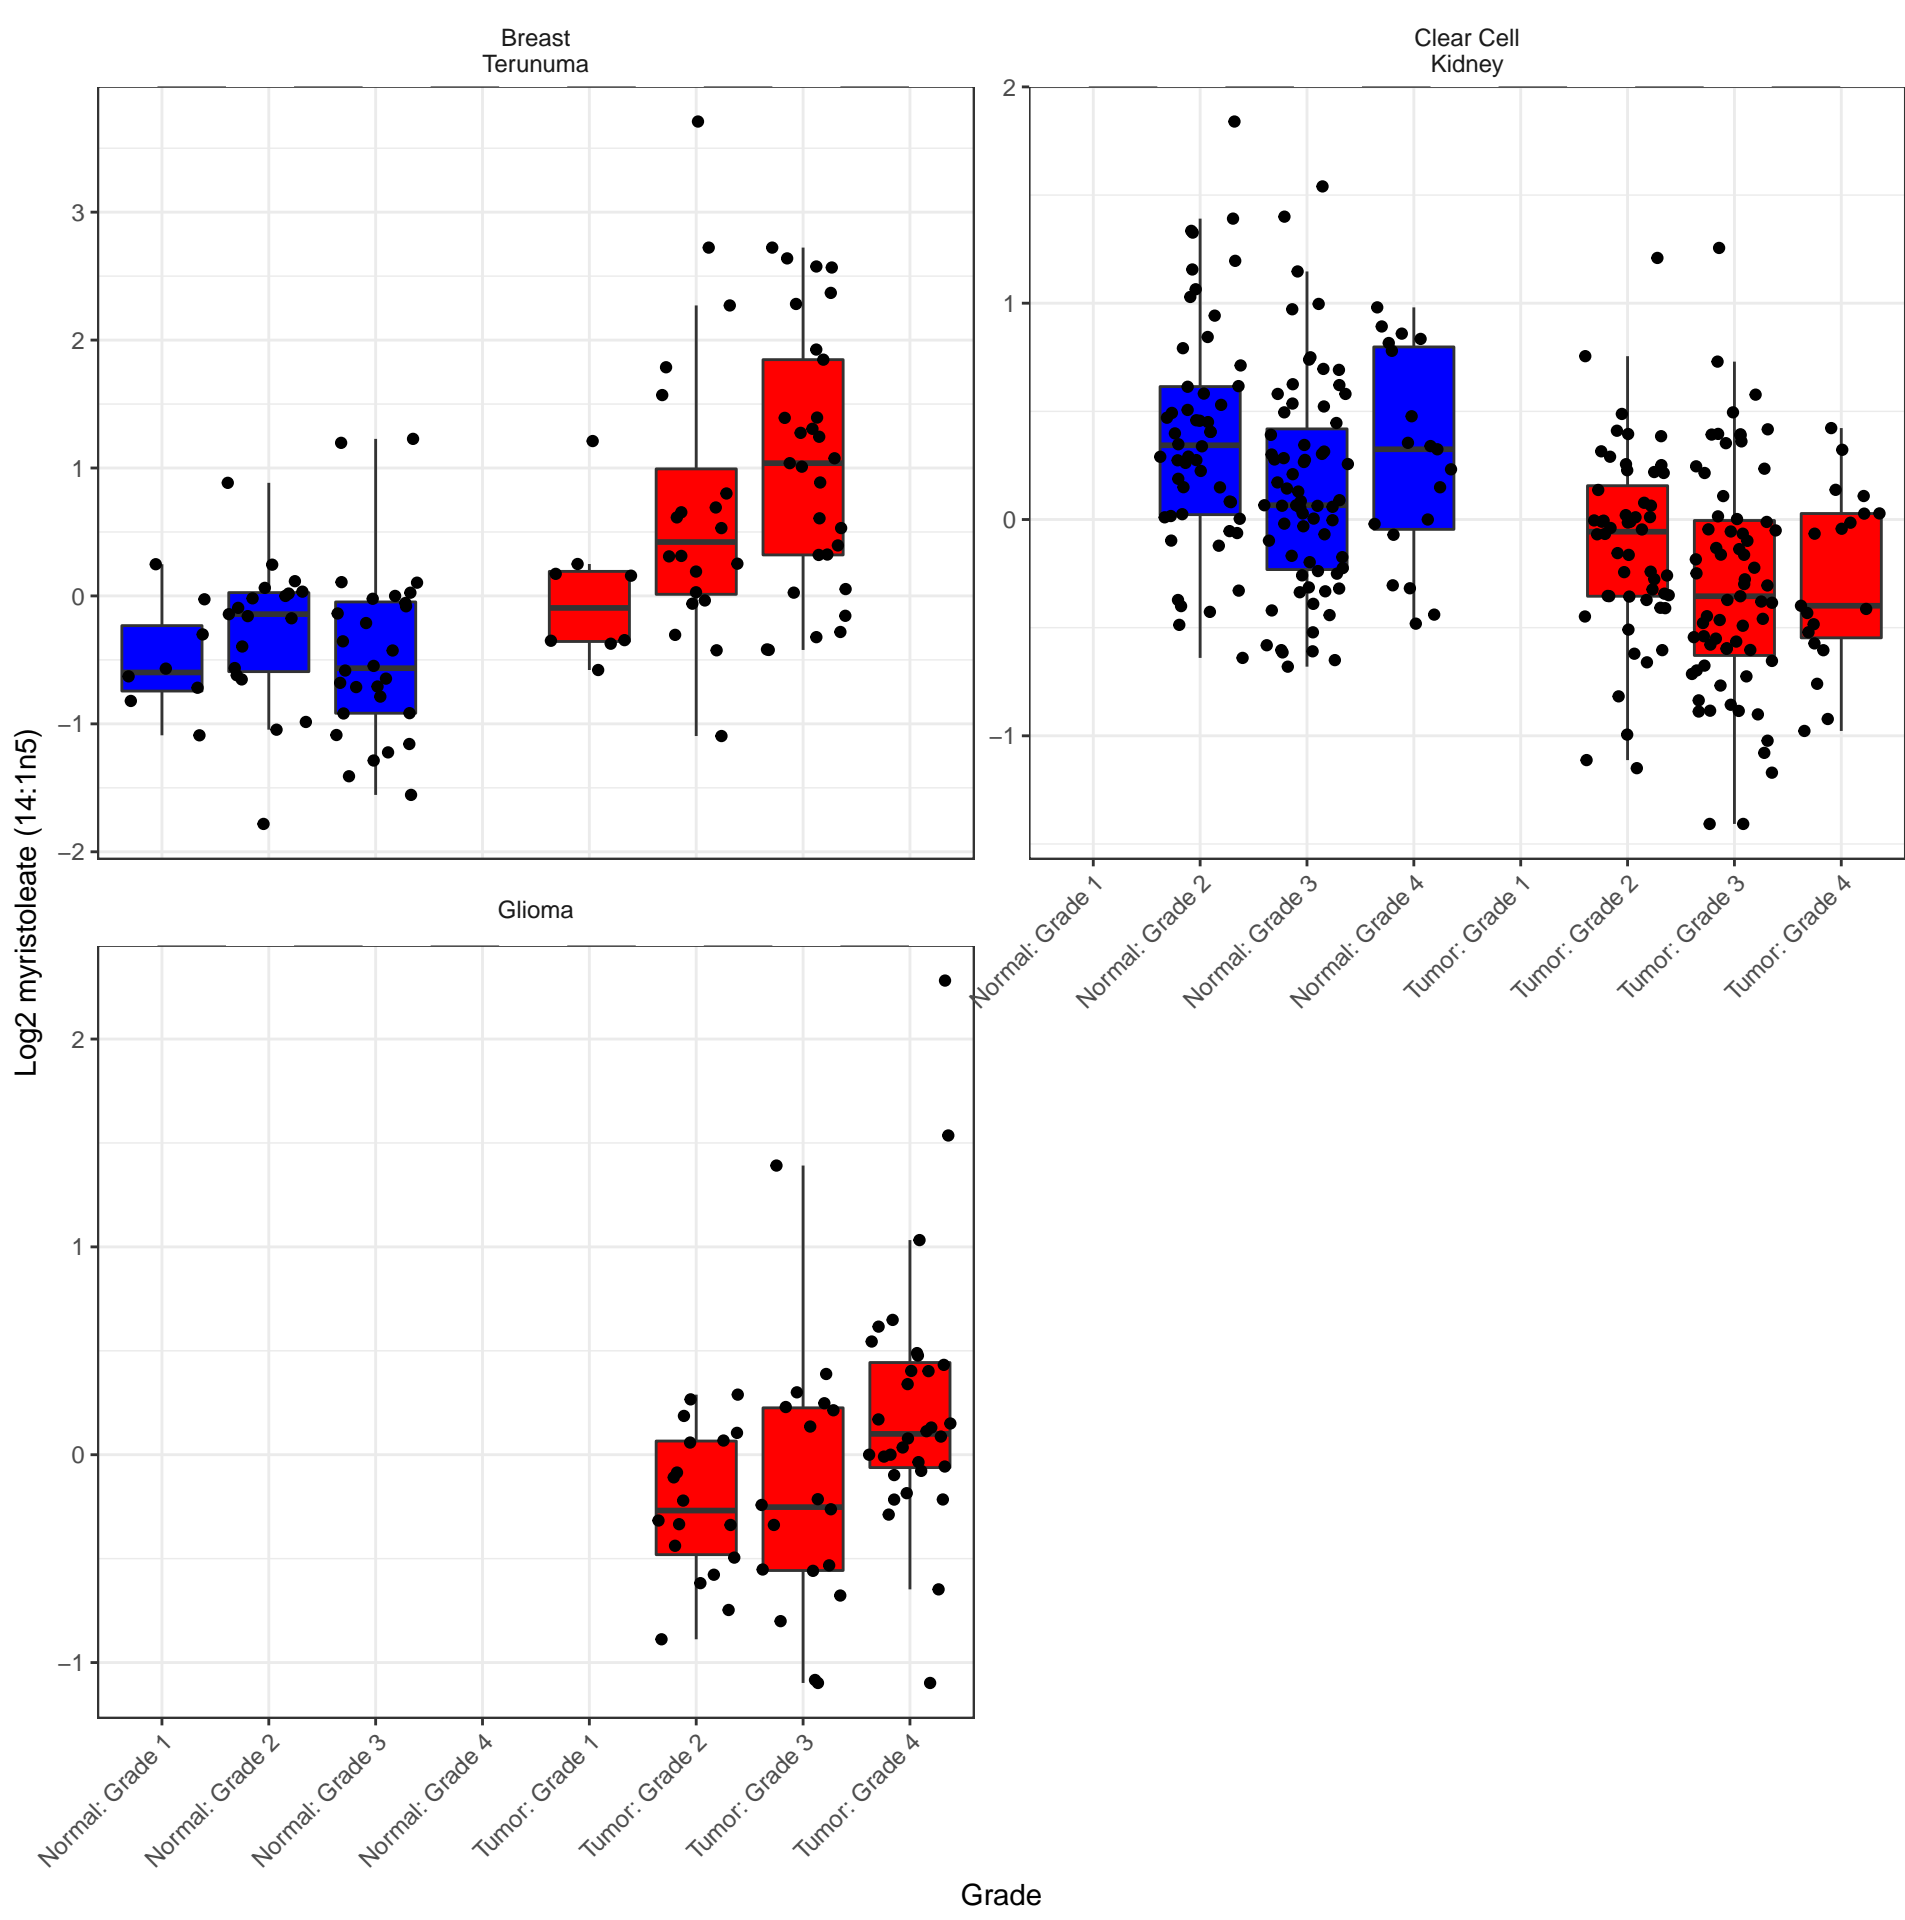 Breast
Terunuma
Clear Cell
Kidney
3
2
1
0
−1
−2
2
1
0
−1
Normal: Grade 1
Normal: Grade 2
Normal: Grade 3
Normal: Grade 4
Tumor: Grade 1
Tumor: Grade 2
Tumor: Grade 3
Tumor: Grade 4
Log2 myristoleate (14:1n5)
Glioma
2
1
0
−1
Normal: Grade 1
Normal: Grade 2
Normal: Grade 3
Normal: Grade 4
Tumor: Grade 1
Tumor: Grade 2
Tumor: Grade 3
Tumor: Grade 4
Grade